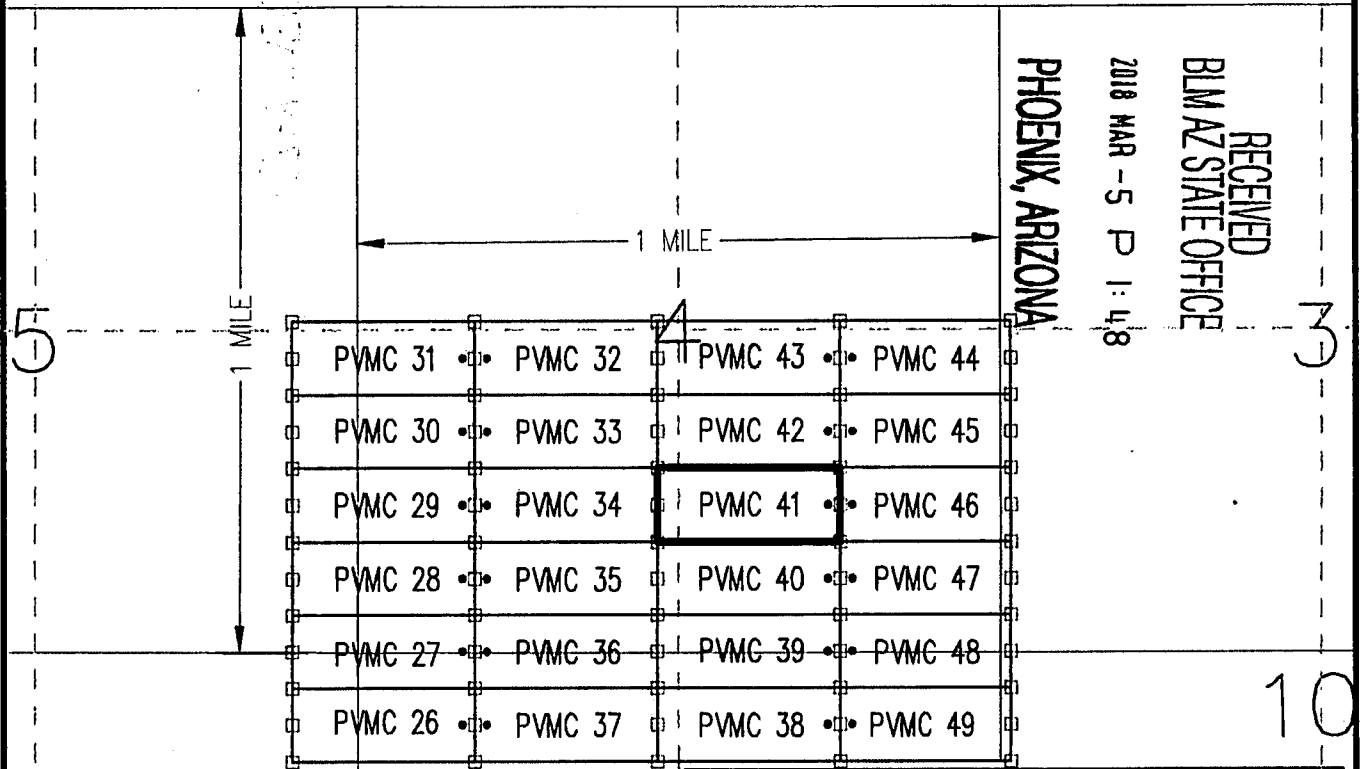 RECEIVED
BLM AZ STATE OFFICE
2018 MAR -5 P 1:48
PHOENIX, ARIZONA
1 MILE
1 MILE
5
4
3
PVMC 31 PVMC 32 PVMC 43 PVMC 44
PVMC 30 PVMC 33 PVMC 42 PVMC 45
PVMC 29 PVMC 34 PVMC 41 PVMC 46
PVMC 28 PVMC 35 PVMC 40 PVMC 47
PVMC 27 PVMC 36 PVMC 39 PVMC 48
PVMC 26 PVMC 37 PVMC 38 PVMC 49
10